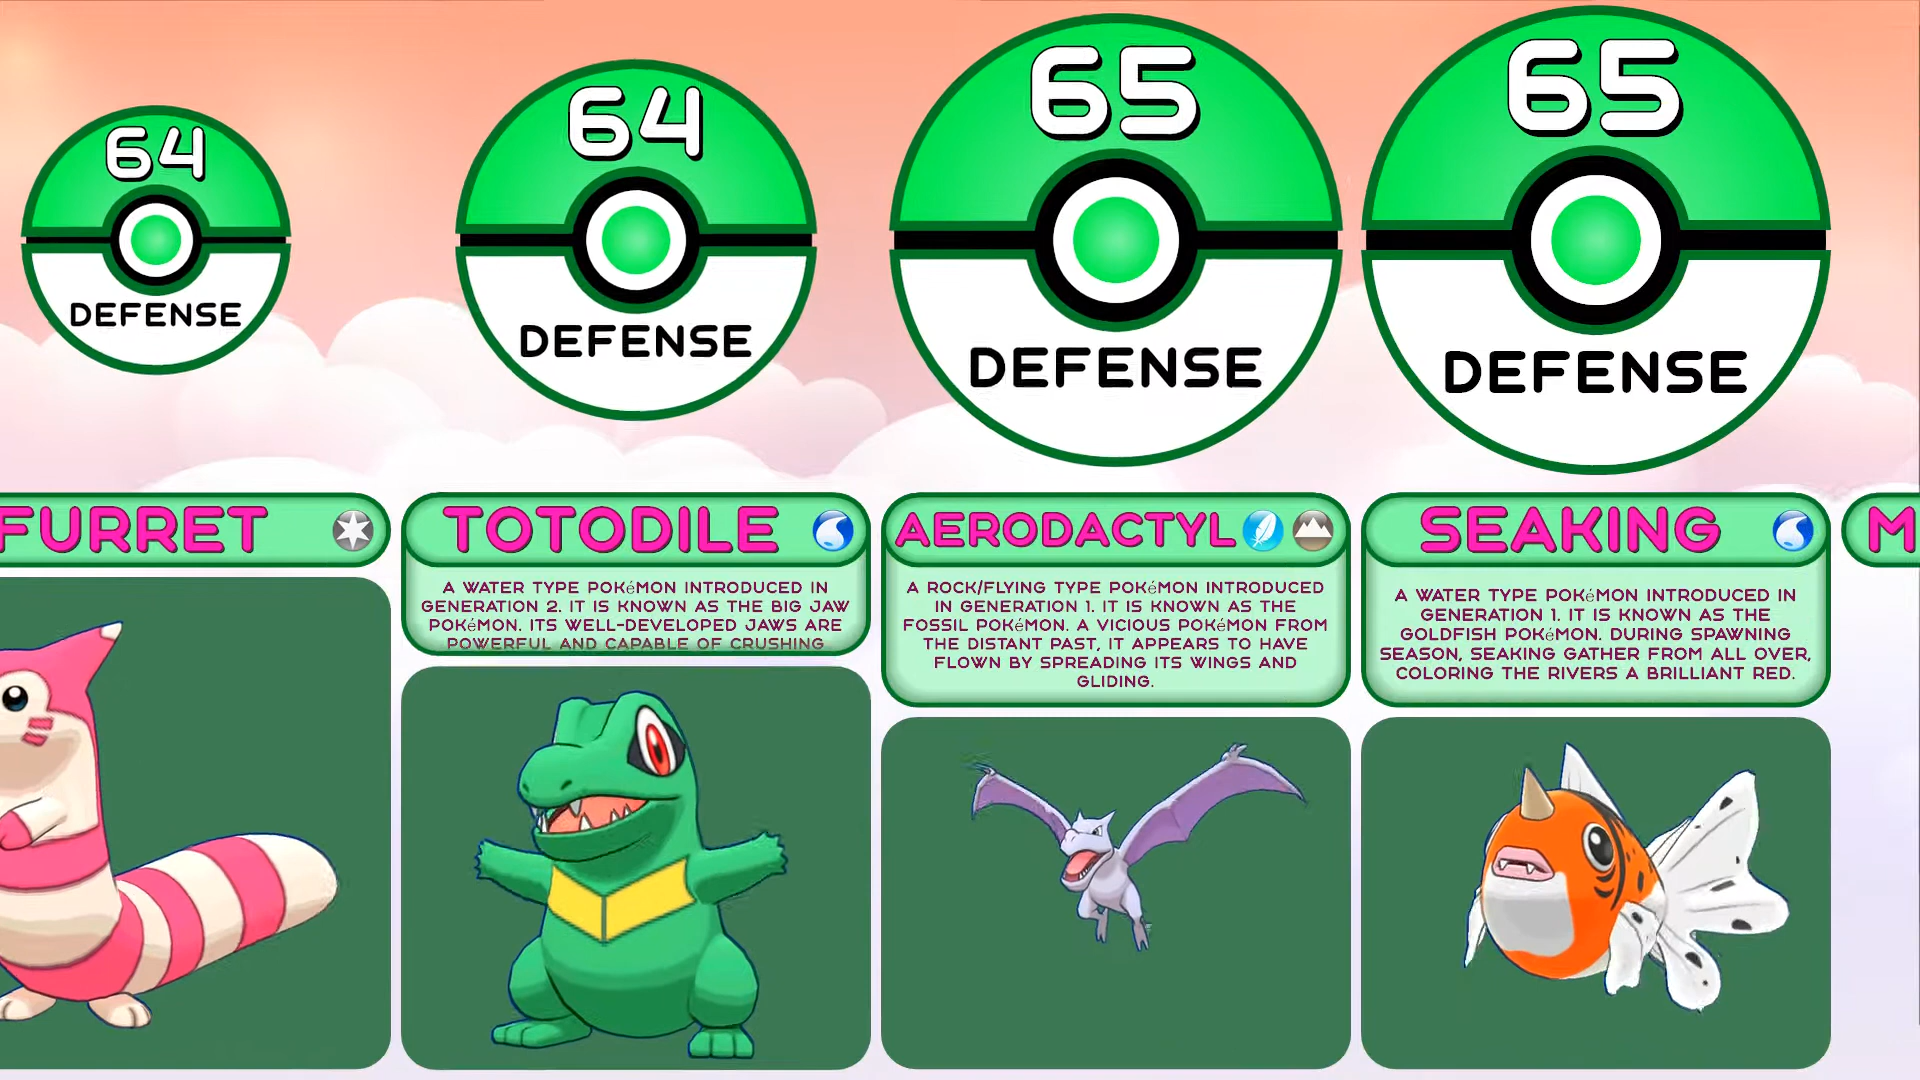 64
DEFENSE
64
DEFENSE
65
DEFENSE
65
DEFENSE
FURRET
TOTODILE
A WATER TYPE POKéMON INTRODUCED IN
GENERATION 2. IT IS KNOWN AS THE BIG JAW
POKéMON. ITS WELL-DEVELOPED JAWS ARE
POWERFUL AND CAPABLE OF CRUSHING
AERODACTYL
A ROCK/FLYING TYPE POKéMON INTRODUCED
IN GENERATION 1. IT IS KNOWN AS THE
FOSSIL POKéMON. A VICIOUS POKéMON FROM
THE DISTANT PAST, IT APPEARS TO HAVE
FLOWN BY SPREADING ITS WINGS AND
GLIDING.
SEAKING
A WATER TYPE POKéMON INTRODUCED IN
GENERATION 1. IT IS KNOWN AS THE
GOLDFISH POKéMON. DURING SPAWNING
SEASON, SEAKING GATHER FROM ALL OVER,
COLORING THE RIVERS A BRILLIANT RED.
M